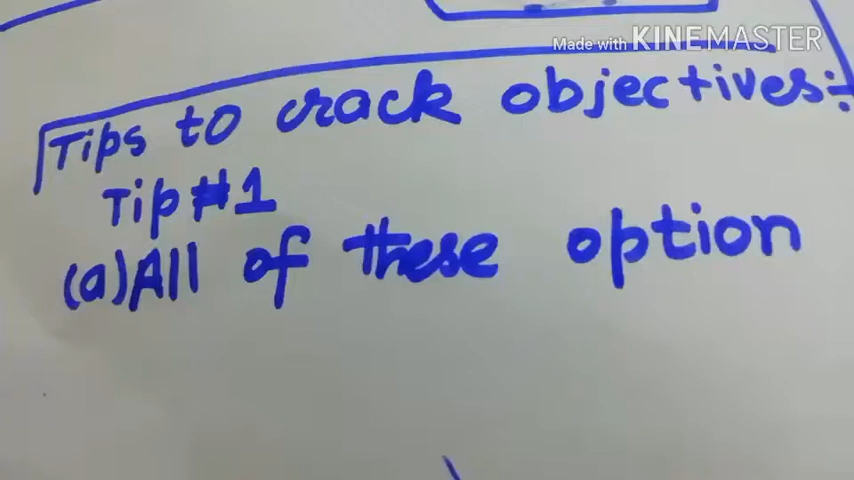 Made with KINEMASTER
Tips to crack objectives:-
Tip #1
(a) All of these option